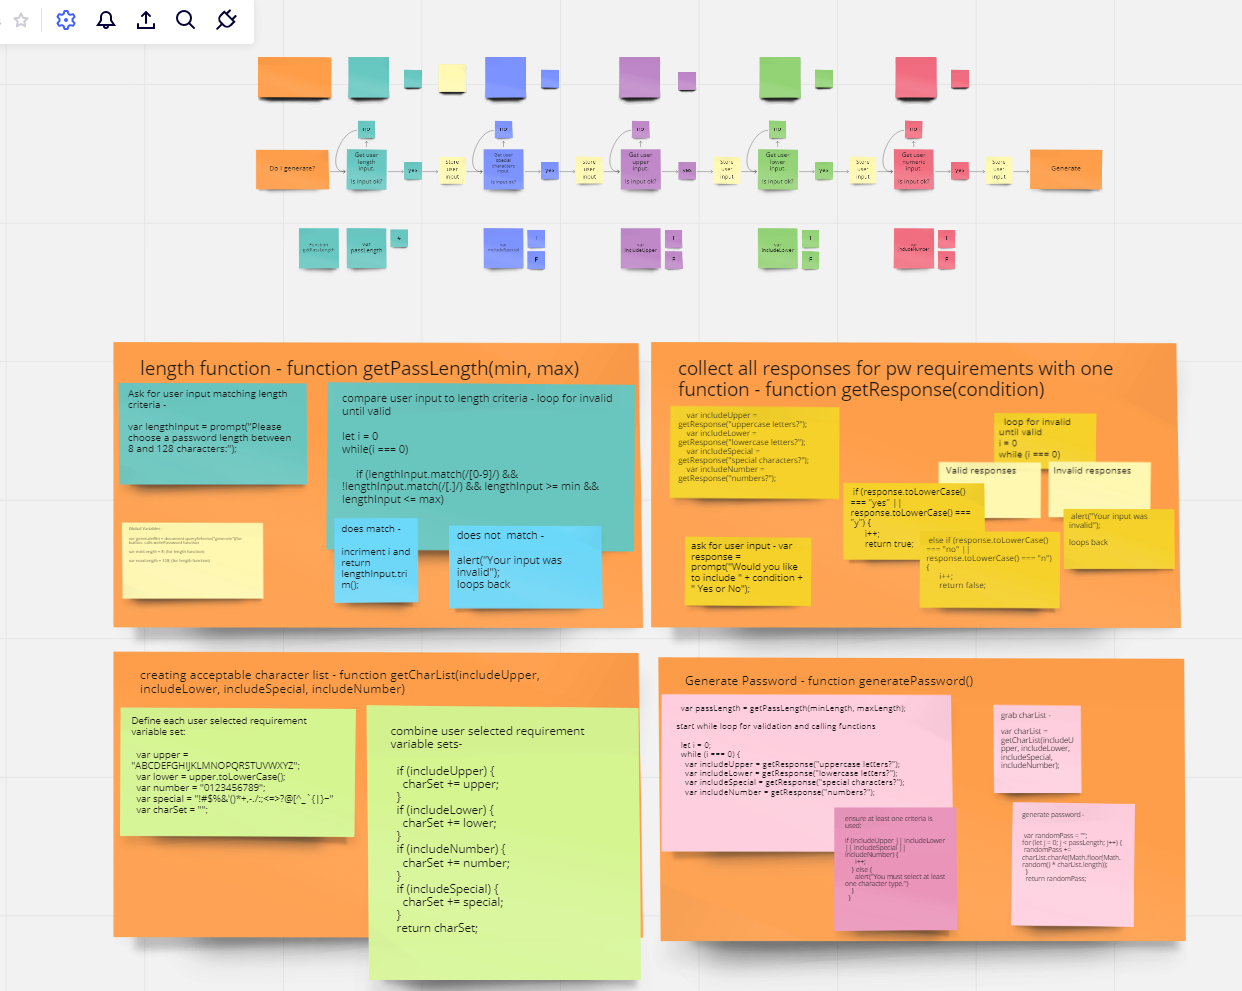 no
no
no
no
no
Do i generate?
Get user
length
input:
Is input ok?
yes
Store
user
input
Get user
special
characters
input:
Is input ok?
yes
store
user
input
Get user
upper
input:
Is input ok?
yes
Store
user
input
Get user
lower
input:
Is input ok?
yes
Store
user
input
Get user
numeric
input:
Is input ok?
yes
Store
user
input
Generate
Function
getPassLength
var
passLength
#
var
includeSpecial
T
F
var
includeUpper
T
F
var
includeLower
T
F
var
includeNumber
T
F
length function - function getPassLength(min, max)
Ask for user input matching length
criteria -
var lengthInput = prompt("Please
choose a password length between
8 and 128 characters:");
compare user input to length criteria - loop for invalid
until valid
let i = 0
while(i === 0)
if (lengthInput.match(/[0-9]/) &&
!lengthInput.match(/[.]/) && lengthInput >= min &&
lengthInput <= max)
Global Variables
does match -
incriment i and
return
lengthInput.tri
m();
does not match -
alert("Your input was
invalid");
loops back
collect all responses for pw requirements with one
function - function getResponse(condition)
var includeUpper =
getResponse("uppercase letters?");
var includeLower =
getResponse("lowercase letters?");
var includeSpecial =
getResponse("special characters?");
var includeNumber =
getResponse("numbers?");
ask for user input - var
response =
prompt("Would you like
to include " + condition +
" Yes or No");
loop for invalid
until valid
i = 0
while (i === 0)
Valid responses
Invalid responses
if (response.toLowerCase()
=== "yes" ||
response.toLowerCase() ===
"y") {
i++;
return true;
else if (response.toLowerCase()
=== "no" ||
response.toLowerCase() === "n")
{
i++;
return false;
alert("Your input was
invalid");
loops back
creating acceptable character list - function getCharList(includeUpper,
includeLower, includeSpecial, includeNumber)
Define each user selected requirement
variable set:
var upper =
"ABCDEFGHIJKLMNOPQRSTUVWXYZ";
var lower = upper.toLowerCase();
var number = "0123456789";
var special = "!#$%&'()*+,-./:;<=>?@[^_`{|}~"
var charSet = "";
combine user selected requirement
variable sets-
if (includeUpper) {
charSet += upper;
}
if (includeLower) {
charSet += lower;
}
if (includeNumber) {
charSet += number;
}
if (includeSpecial) {
charSet += special;
}
return charSet;
Generate Password - function generatePassword()
var passLength = getPassLength(minLength, maxLength);
start while loop for validation and calling functions
let i = 0;
while (i === 0) {
var includeUpper = getResponse("uppercase letters?");
var includeLower = getResponse("lowercase letters?");
var includeSpecial = getResponse("special characters?");
var includeNumber = getResponse("numbers?");
ensure at least one criteria is
used:
if (includeUpper || includeLower
|| includeSpecial ||
includeNumber) {
i++;
} else {
alert("You must select at least
one character type.")
}
}
grab charList -
var charList =
getCharList(includeU
pper, includeLower,
includeSpecial,
includeNumber);
generate password -
var randomPass = "";
for (let j = 0; j < passLength; j++) {
randomPass +=
charList.charAt(Math.floor(Math.
random() * charList.length));
}
return randomPass;